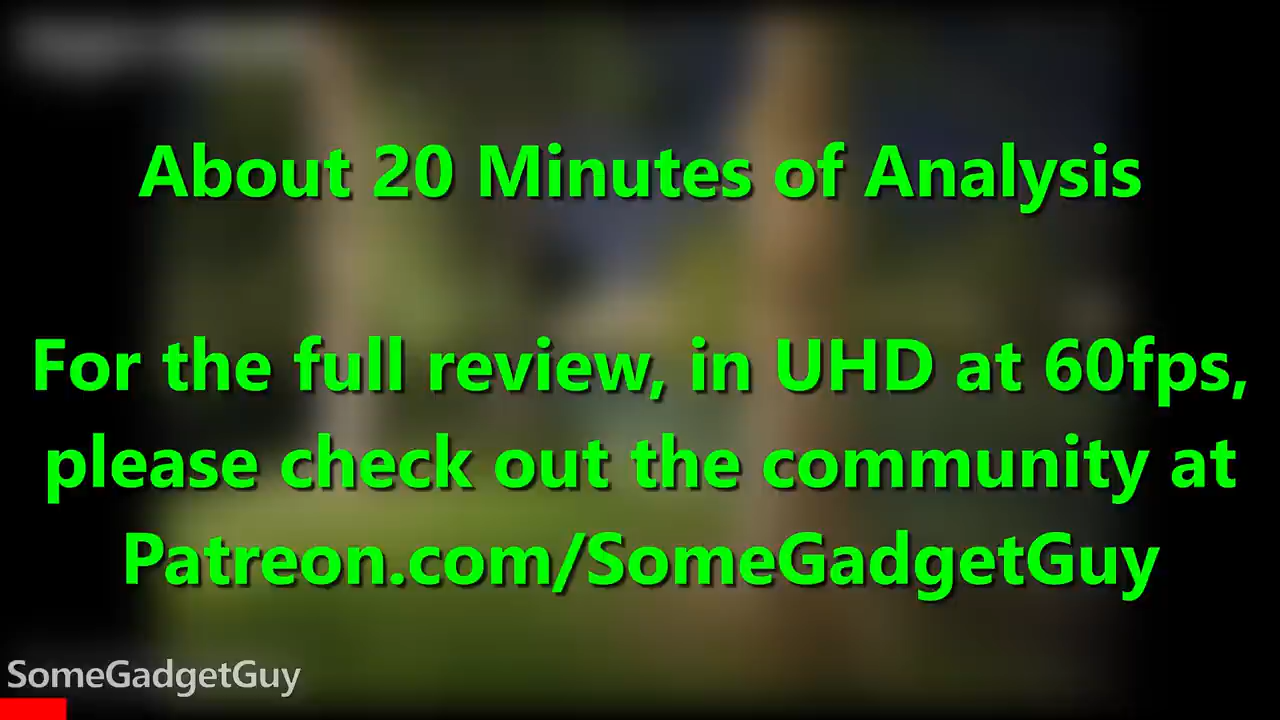 About 20 Minutes of Analysis
For the full review, in UHD at 60fps,
please check out the community at
Patreon.com/SomeGadgetGuy
SomeGadgetGuy